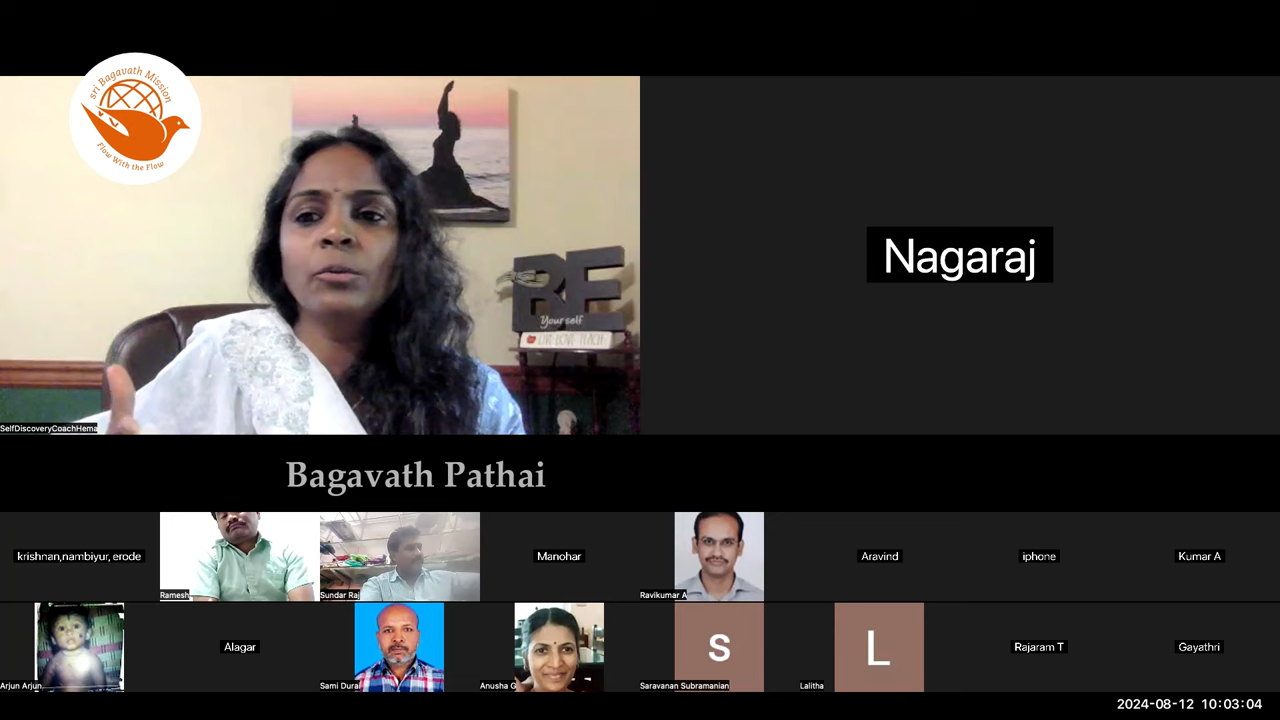 Sri Bagavath Mission
Flow With the Flow
BE
Yourself
LIVE LOVE TEACH
SelfDiscoveryCoachHema
Nagaraj
Bagavath Pathai
krishnan,nambiyur, erode
Ramesh
Sundar Raj
Manohar
Ravikumar A
Aravind
iphone
Kumar A
Arjun Arjun
Alagar
Sami Durai
Anusha G
S
Saravanan Subramanian
L
Lalitha
Rajaram T
Gayathri
2024-08-12 10:03:04